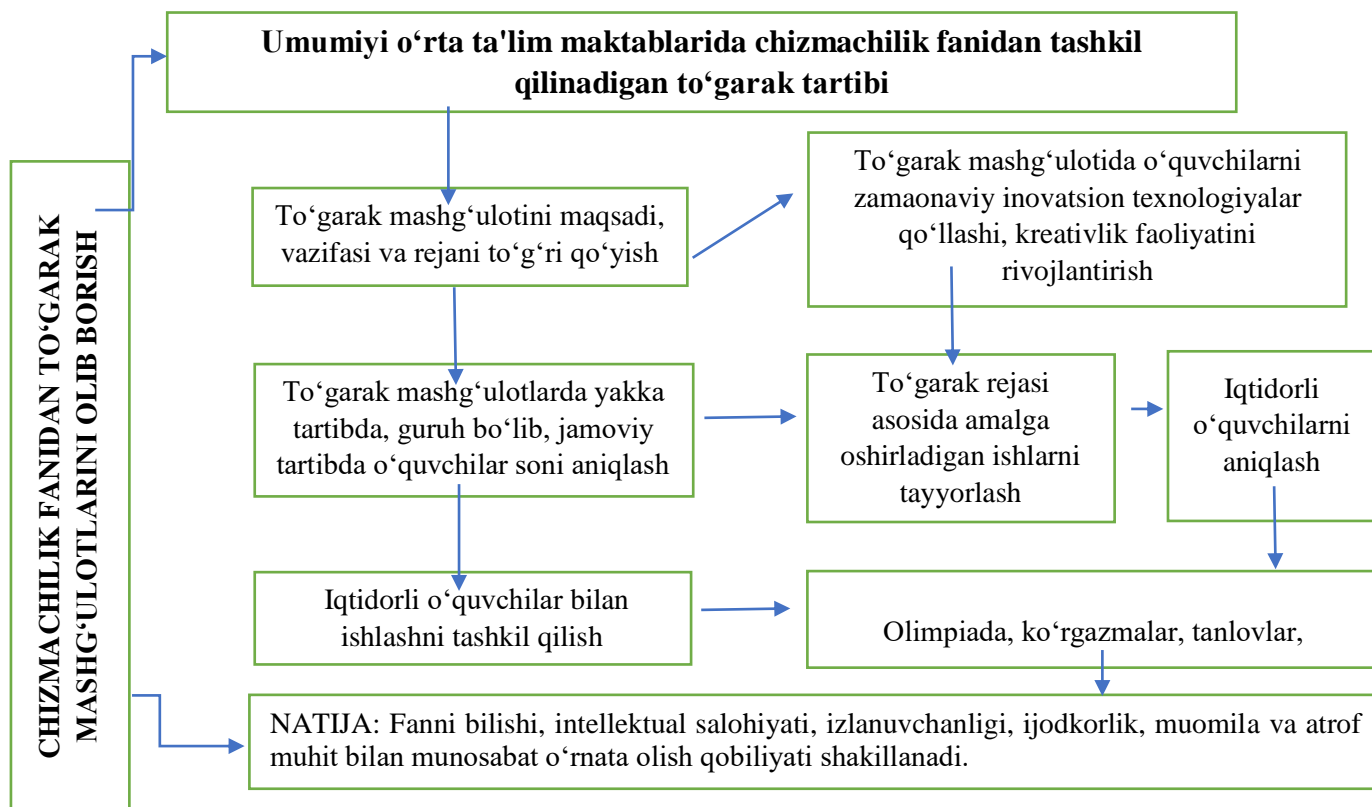 CHIZMACHILIK FANIDAN TO‘GARAK
MASHG‘ULOTLARINI OLIB BORISH
Umumiyi o‘rta ta'lim maktablarida chizmachilik fanidan tashkil
qilinadigan to‘garak tartibi
To‘garak mashg‘ulotini maqsadi,
vazifasi va rejani to‘g‘ri qo‘yish
To‘garak mashg‘ulotida o‘quvchilarni
zamaonaviy inovatsion texnologiyalar
qo‘llashi, kreativlik faoliyatini
rivojlantirish
To‘garak mashg‘ulotlarda yakka
tartibda, guruh bo‘lib, jamoviy
tartibda o‘quvchilar soni aniqlash
To‘garak rejasi
asosida amalga
oshirladigan ishlarni
tayyorlash
Iqtidorli
o‘quvchilarni
aniqlash
Iqtidorli o‘quvchilar bilan
ishlashni tashkil qilish
Olimpiada, ko‘rgazmalar, tanlovlar,
NATIJA: Fanni bilishi, intellektual salohiyati, izlanuvchanligi, ijodkorlik, muomila va atrof
muhit bilan munosabat o‘rnata olish qobiliyati shakillanadi.